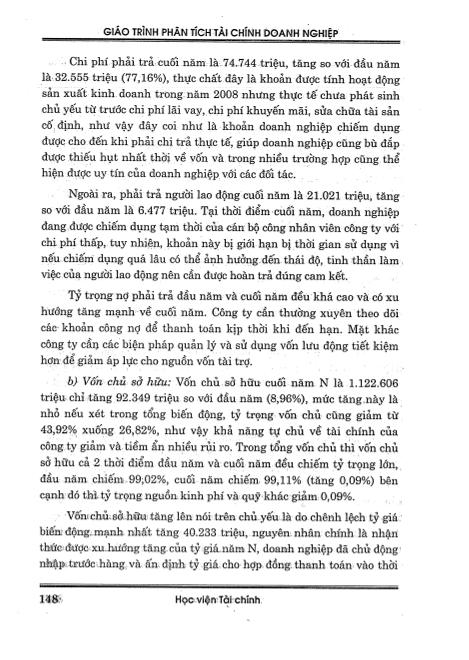 GIÁO TRÌNH PHÂN TÍCH TÀI CHÍNH DOANH NGHIỆP
Chi phí phải trả cuối năm là 74.744 triệu, tăng so với đầu năm
là 32.555 triệu (77,16%), thực chất đây là khoản được tính hoạt động
sản xuất kinh doanh trong năm 2008 nhưng thực tế chưa phát sinh
chủ yếu từ trước chi phí lãi vay, chi phí khuyến mãi, sửa chữa tài sản
cố định, như vậy đây coi như là khoản doanh nghiệp chiếm dụng
được cho đến khi phải chi trả thực tế, giúp doanh nghiệp cũng bù đắp
được thiếu hụt nhất thời về vốn và trong nhiều trường hợp cũng thể
hiện được uy tín của doanh nghiệp với các đối tác.
Ngoài ra, phải trả người lao động cuối năm là 21.021 triệu, tăng
so với đầu năm là 6.477 triệu. Tại thời điểm cuối năm, doanh nghiệp
đang được chiếm dụng tạm thời của cán bộ công nhân viên công ty với
chi phí thấp, tuy nhiên, khoản này bị giới hạn bị thời gian sử dụng vì
nếu chiếm dụng quá lâu có thể ảnh hưởng đến thái độ, tinh thần làm
việc của người lao động nên cần được hoàn trả đúng cam kết.
Tỷ trọng nợ phải trả đầu năm và cuối năm đều khá cao và có xu
hướng tăng mạnh về cuối năm. Công ty cần thường xuyên theo dõi
các khoản công nợ để thanh toán kịp thời khi đến hạn. Mặt khác
công ty cần các biện pháp quản lý và sử dụng vốn lưu động tiết kiệm
hơn để giảm áp lực cho nguồn vốn tài trợ.
b) Vốn chủ sở hữu: Vốn chủ sở hữu cuối năm N là 1.122.606
triệu chỉ tăng 92.349 triệu so với đầu năm (8,96%), mức tăng này là
nhỏ nếu xét trong tổng biến động, tỷ trọng vốn chủ cũng giảm từ
43,92% xuống 26,82%, như vậy khả năng tự chủ về tài chính của
công ty giảm và tiềm ẩn nhiều rủi ro. Trong tổng vốn chủ thì vốn chủ
sở hữu cả 2 thời điểm đầu năm và cuối năm đều chiếm tỷ trọng lớn,
đầu năm chiếm 99,02%, cuối năm chiếm 99,11% (tăng 0,09%) bên
cạnh đó thì tỷ trọng nguồn kinh phí và quỹ khác giảm 0,09%.
Vốn chủ sở hữu tăng lên nói trên chủ yếu là do chênh lệch tỷ giá
biến động mạnh nhất tăng 40.233 triệu, nguyên nhân chính là nhận
thức được xu hướng tăng của tỷ giá năm N, doanh nghiệp đã chủ động
nhập trước hàng và ấn định tỷ giá cho hợp đồng thanh toán vào thời
148
Học viện Tài chính